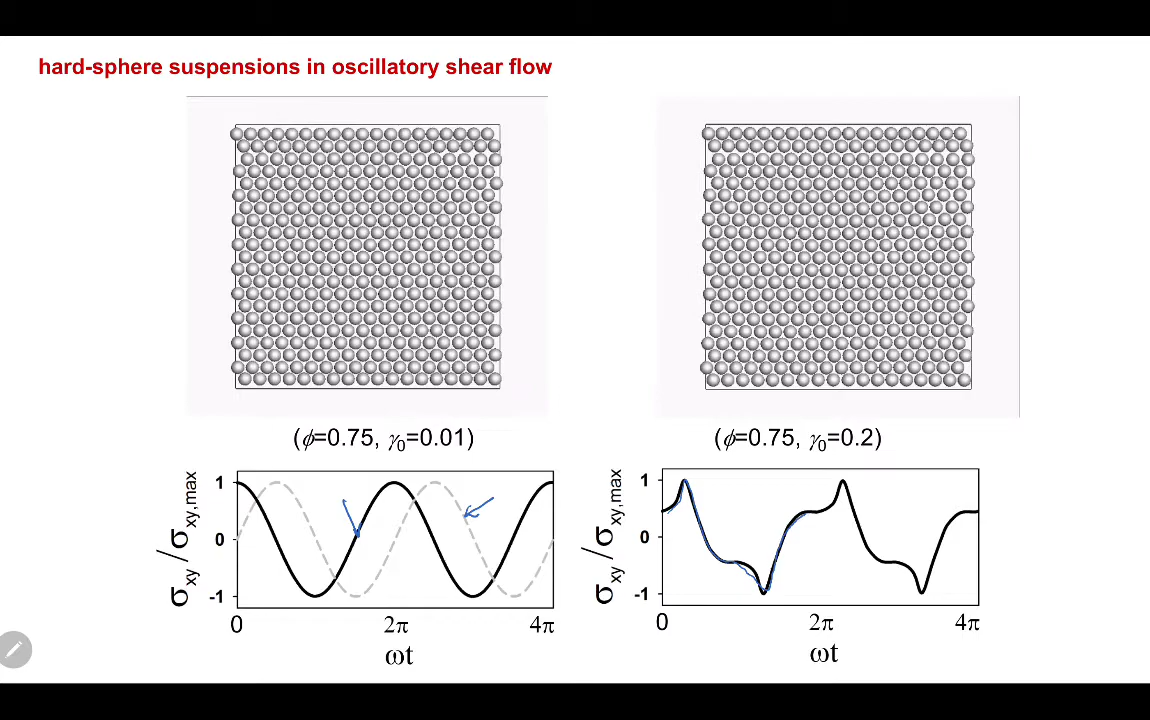 hard-sphere suspensions in oscillatory shear flow
(ϕ=0.75, γ₀=0.01)
(ϕ=0.75, γ₀=0.2)
σxy/σxy,max
1
0
-1
0
2π
4π
ωt
σxy/σxy,max
1
0
-1
0
2π
4π
ωt